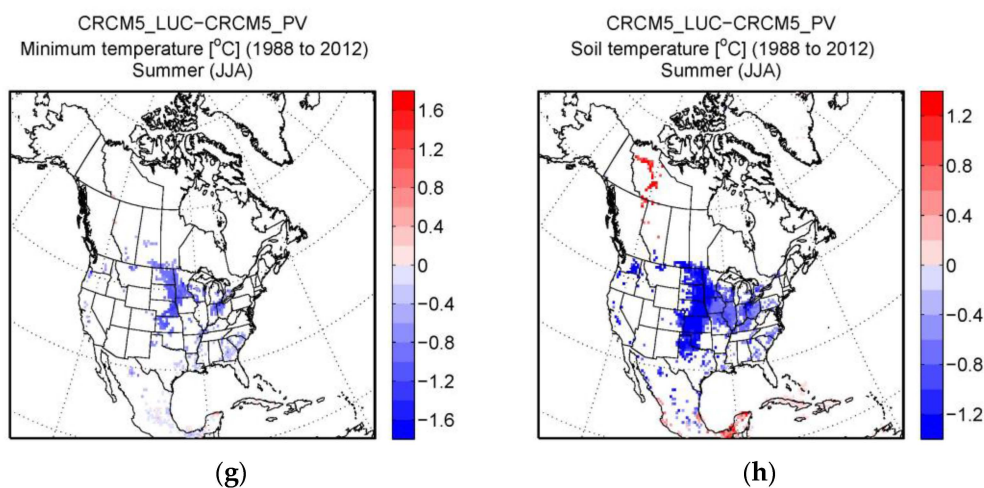 CRCM5_LUC−CRCM5_PV
Minimum temperature [°C] (1988 to 2012)
Summer (JJA)
1.6
1.2
0.8
0.4
0
−0.4
−0.8
−1.2
−1.6
(g)
CRCM5_LUC−CRCM5_PV
Soil temperature [°C] (1988 to 2012)
Summer (JJA)
1.2
0.8
0.4
0
−0.4
−0.8
−1.2
(h)